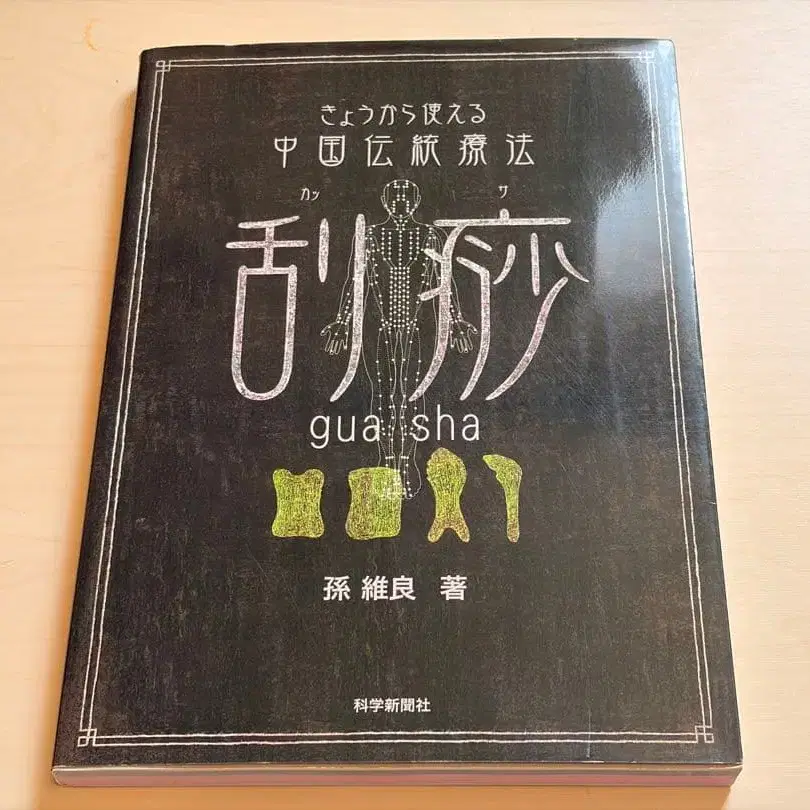 きょうから使える
中国伝統療法
カッ サ
刮痧
gua sha
孫 維良 著
科学新聞社